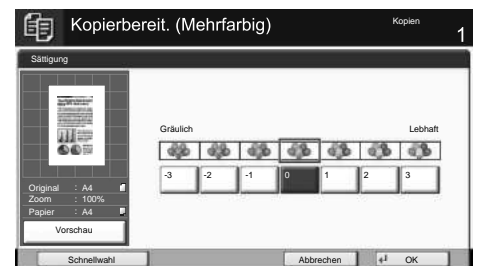 Kopierbereit. (Mehrfarbig)
Kopien
1
Sättigung
Gräulich
Lebhaft
-3
-2
-1
0
1
2
3
Original : A4
Zoom : 100%
Papier : A4
Vorschau
Schnellwahl
Abbrechen
OK